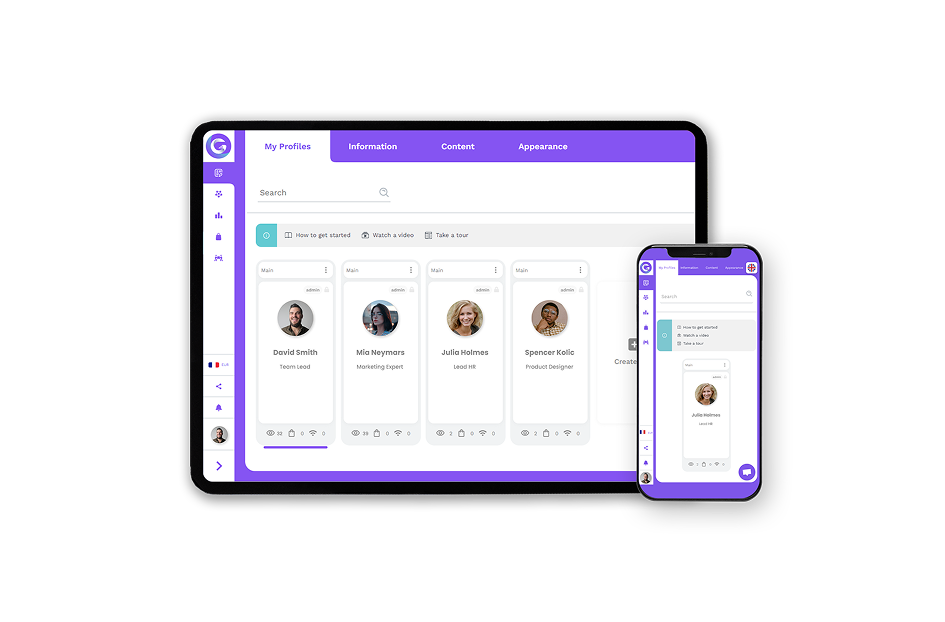 My Profiles Information Content Appearance
Search
How to get started Watch a video Take a tour
Main Main Main Main
admin admin admin admin
David Smith Mia Neymars Julia Holmes Spencer Kolic
Team Lead Marketing Expert Lead HR Product Designer
Create
EUR
32 0 0 39 0 0 2 0 0 2 0 0
My Profiles Information Content Appearance
Search
How to get started
Watch a video
Take a tour
Main
admin
Julia Holmes
Lead HR
2 0 0